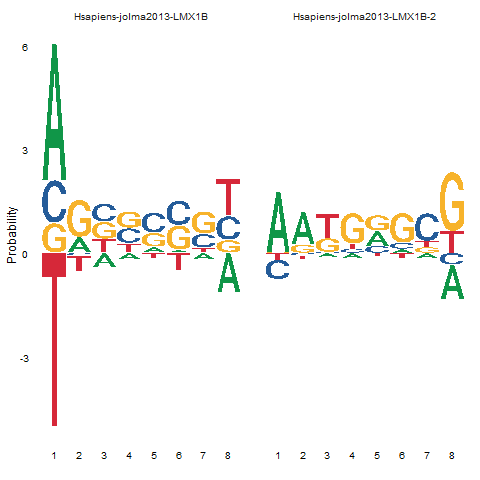 Hsapiens-jolma2013-LMX1B
Hsapiens-jolma2013-LMX1B-2
Probability
6
3
0
-3
1 2 3 4 5 6 7 8
1 2 3 4 5 6 7 8